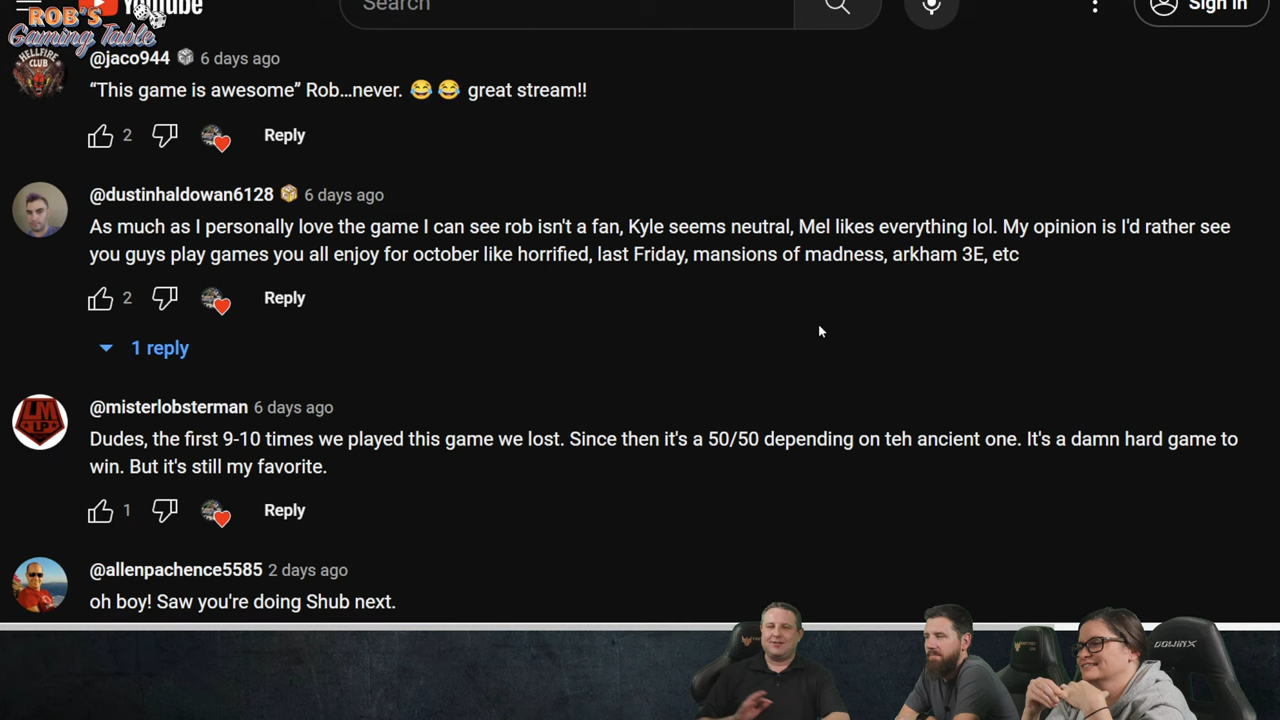 YouTube
ROB'S
Gaming Table
Search
Sign in
HELLFIRE
CLUB
@jaco944 6 days ago
“This game is awesome” Rob…never. 😂 😂 great stream!!
2 Reply
@dustinhaldowan6128 6 days ago
As much as I personally love the game I can see rob isn't a fan, Kyle seems neutral, Mel likes everything lol. My opinion is I'd rather see
you guys play games you all enjoy for october like horrified, last Friday, mansions of madness, arkham 3E, etc
2 Reply
1 reply
LM
LP
@misterlobsterman 6 days ago
Dudes, the first 9-10 times we played this game we lost. Since then it's a 50/50 depending on teh ancient one. It's a damn hard game to
win. But it's still my favorite.
1 Reply
@allenpachence5585 2 days ago
oh boy! Saw you're doing Shub next.
DOWINX